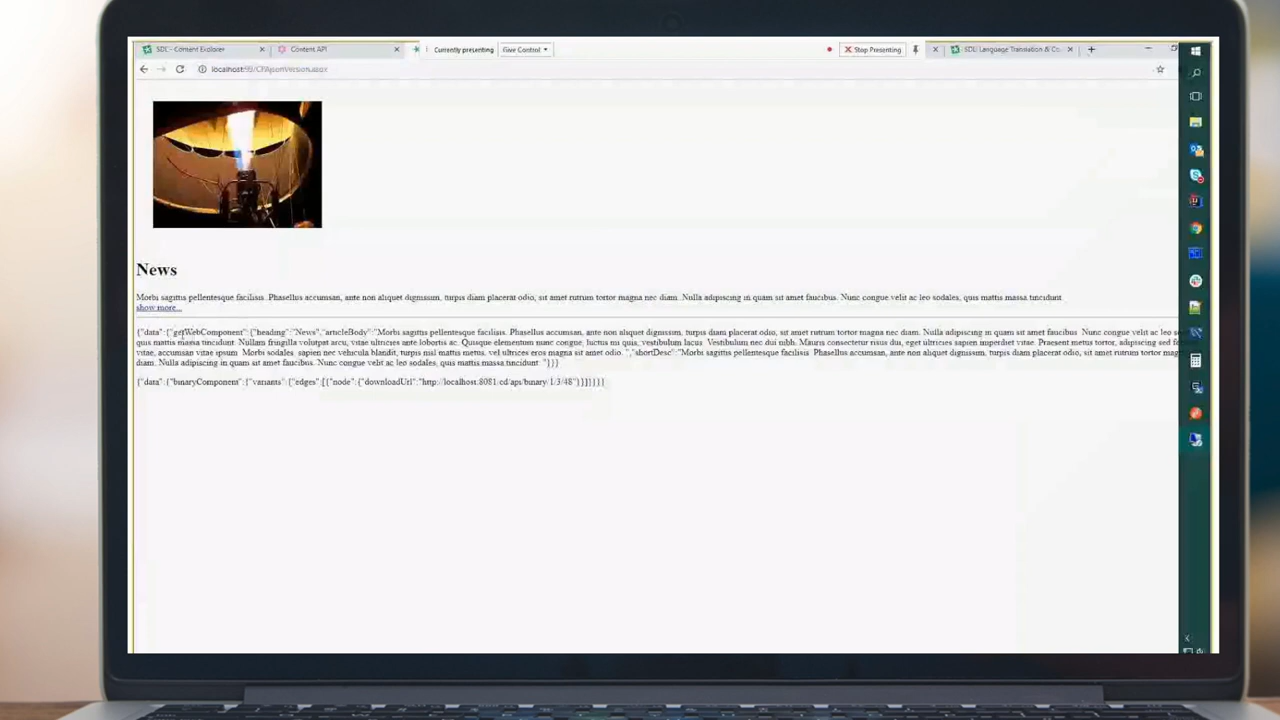 SDL - Content Explorer
Content API
Currently presenting
Give Control
Stop Presenting
SDL Language Translation & Co
News
Morbi sagittis pellentesque facilisis. Phasellus accumsan, ante non aliquet dignissim, turpis diam placerat odio, sit amet rutrum tortor magna nec diam. Nulla adipiscing in quam sit amet faucibus. Nunc congue velit ac leo sodales, quis mattis massa tincidunt.
show more...
{"data":{"getWebComponent":{"heading":"News","articleBody":"Morbi sagittis pellentesque facilisis. Phasellus accumsan, ante non aliquet dignissim, turpis diam placerat odio, sit amet rutrum tortor magna nec diam. Nulla adipiscing in quam sit amet faucibus. Nunc congue velit ac leo
quis mattis massa tincidunt. Nullam fringilla volutpat arcu, vitae ultricies ante lobortis ac. Quisque elementum nunc congue, luctus mi quis, vestibulum lacus. Vestibulum nec dui nibh. Mauris consectetur risus dui, eget ultricies sapien imperdiet vitae. Praesent metus tortor, adipiscing sed
vitae, accumsan vitae ipsum. Morbi sodales, sapien nec vehicula blandit, turpis nisl mattis metus, vel ultrices eros magna sit amet odio. ","shortDesc":"Morbi sagittis pellentesque facilisis. Phasellus accumsan, ante non aliquet dignissim, turpis diam placerat odio, sit amet rutrum tortor
diam. Nulla adipiscing in quam sit amet faucibus. Nunc congue velit ac leo sodales, quis mattis massa tincidunt. "}}}
{"data":{"binaryComponent":{"variants":{"edges":[{"node":{"downloadUrl":"http://localhost:8081/cd/api/binary/1/3/48"}}]}}}}